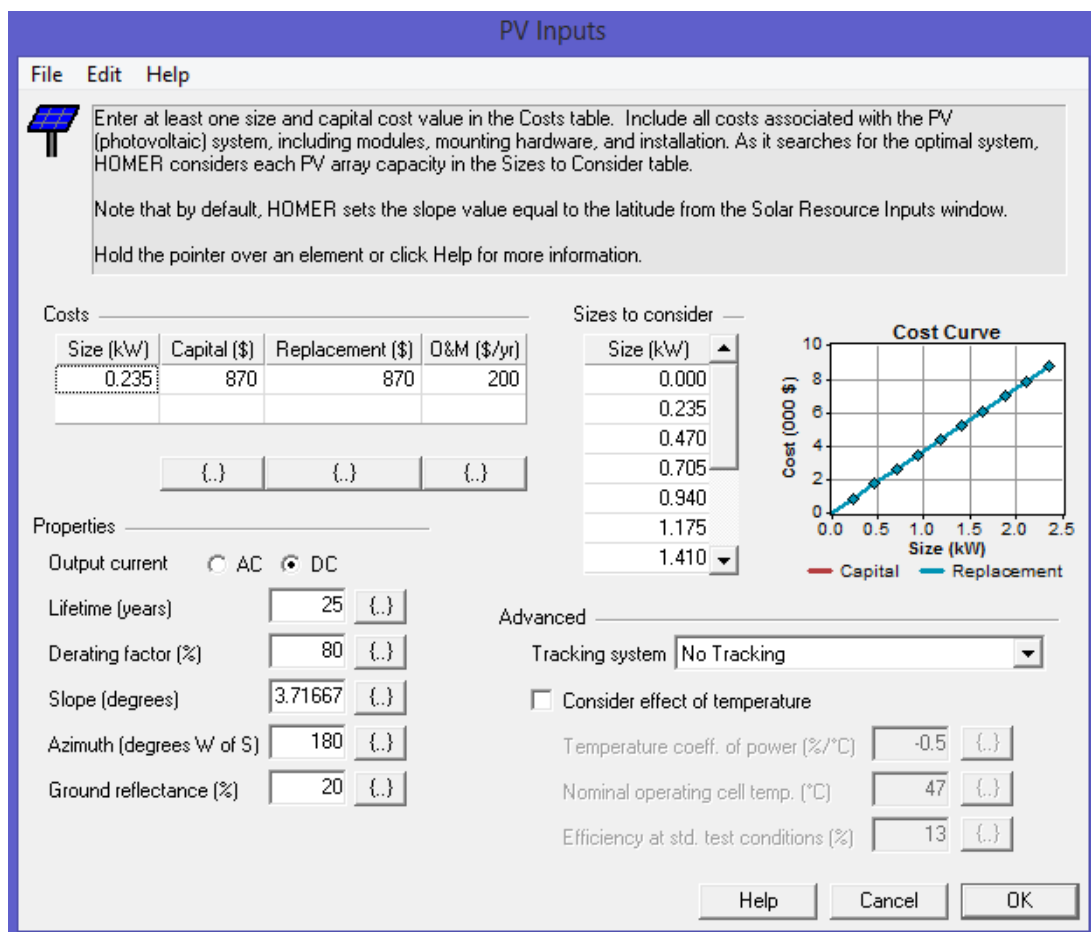 PV Inputs
File Edit Help
Enter at least one size and capital cost value in the Costs table. Include all costs associated with the PV
(photovoltaic) system, including modules, mounting hardware, and installation. As it searches for the optimal system,
HOMER considers each PV array capacity in the Sizes to Consider table.
Note that by default, HOMER sets the slope value equal to the latitude from the Solar Resource Inputs window.
Hold the pointer over an element or click Help for more information.
Costs
Size (kW) Capital ($) Replacement ($) O&M ($/yr)
0.235 870 870 200
{..} {..} {..}
Sizes to consider
Size (kW)
0.000
0.235
0.470
0.705
0.940
1.175
1.410
Cost Curve
Cost (000 $)
10
8
6
4
2
0
0.0 0.5 1.0 1.5 2.0 2.5
Size (kW)
Capital Replacement
Properties
Output current AC DC
Lifetime (years) 25 {..}
Derating factor (%) 80 {..}
Slope (degrees) 3.71667 {..}
Azimuth (degrees W of S) 180 {..}
Ground reflectance (%) 20 {..}
Advanced
Tracking system No Tracking
Consider effect of temperature
Temperature coeff. of power (%/°C) -0.5 {..}
Nominal operating cell temp. (°C) 47 {..}
Efficiency at std. test conditions (%) 13 {..}
Help Cancel OK